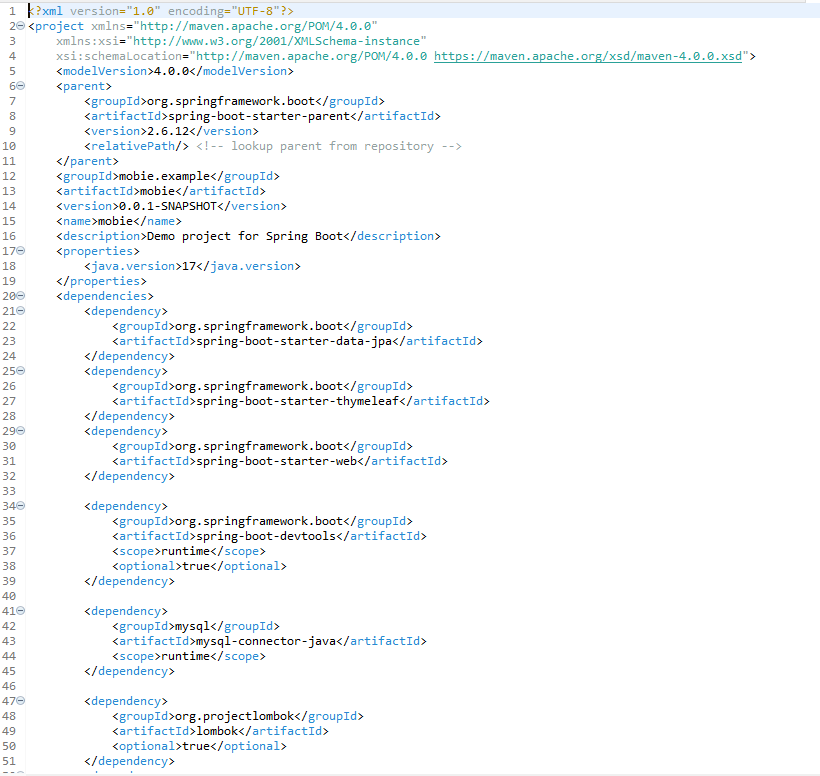 1 <?xml version="1.0" encoding="UTF-8"?>
2 <project xmlns="http://maven.apache.org/POM/4.0.0"
3 xmlns:xsi="http://www.w3.org/2001/XMLSchema-instance"
4 xsi:schemaLocation="http://maven.apache.org/POM/4.0.0 https://maven.apache.org/xsd/maven-4.0.0.xsd">
5 <modelVersion>4.0.0</modelVersion>
6 <parent>
7 <groupId>org.springframework.boot</groupId>
8 <artifactId>spring-boot-starter-parent</artifactId>
9 <version>2.6.12</version>
10 <relativePath/> <!-- lookup parent from repository -->
11 </parent>
12 <groupId>mobie.example</groupId>
13 <artifactId>mobie</artifactId>
14 <version>0.0.1-SNAPSHOT</version>
15 <name>mobie</name>
16 <description>Demo project for Spring Boot</description>
17 <properties>
18 <java.version>17</java.version>
19 </properties>
20 <dependencies>
21 <dependency>
22 <groupId>org.springframework.boot</groupId>
23 <artifactId>spring-boot-starter-data-jpa</artifactId>
24 </dependency>
25 <dependency>
26 <groupId>org.springframework.boot</groupId>
27 <artifactId>spring-boot-starter-thymeleaf</artifactId>
28 </dependency>
29 <dependency>
30 <groupId>org.springframework.boot</groupId>
31 <artifactId>spring-boot-starter-web</artifactId>
32 </dependency>
33
34 <dependency>
35 <groupId>org.springframework.boot</groupId>
36 <artifactId>spring-boot-devtools</artifactId>
37 <scope>runtime</scope>
38 <optional>true</optional>
39 </dependency>
40
41 <dependency>
42 <groupId>mysql</groupId>
43 <artifactId>mysql-connector-java</artifactId>
44 <scope>runtime</scope>
45 </dependency>
46
47 <dependency>
48 <groupId>org.projectlombok</groupId>
49 <artifactId>lombok</artifactId>
50 <optional>true</optional>
51 </dependency>